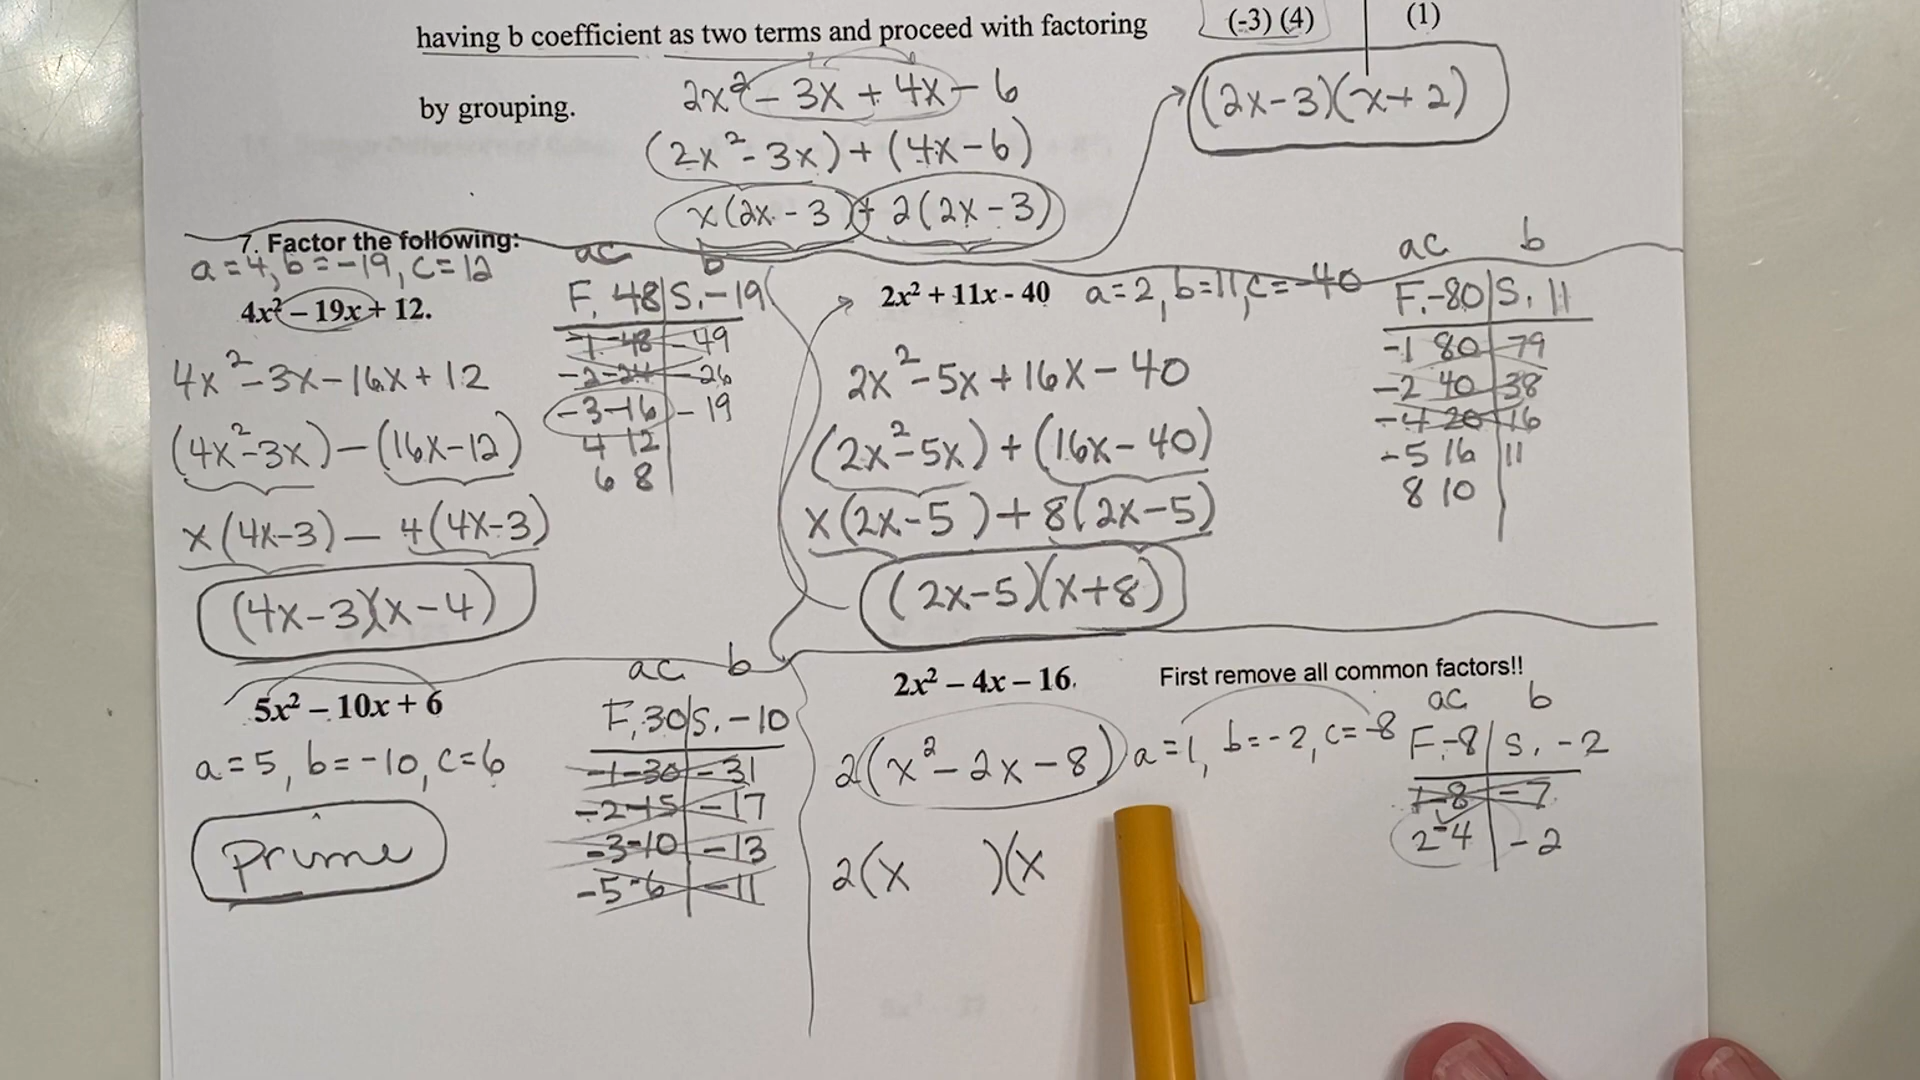 having b coefficient as two terms and proceed with factoring
(-3) (4)
(1)
by grouping.
2x² - 3x + 4x - 6
(2x² - 3x) + (4x - 6)
x(2x - 3) + 2(2x - 3)
(2x-3)(x+2)
7. Factor the following:
a = 4, b = -19, c = 12
4x² – 19x + 12.
ac b
F. 48 | S. -19
-1 -48 | -49
-2 -24 | -26
-3 -16 | -19
4 12
6 8
4x² - 3x - 16x + 12
(4x² - 3x) - (16x - 12)
x(4x-3) - 4(4x-3)
(4x-3)(x-4)
2x² + 11x - 40
a = 2, b = 11, c = -40
ac b
F. -80 | S. 11
-1 80 | 79
-2 40 | 38
-4 20 | 16
-5 16 | 11
8 10
2x² - 5x + 16x - 40
(2x² - 5x) + (16x - 40)
x(2x-5) + 8(2x-5)
(2x-5)(x+8)
5x² – 10x + 6
a = 5, b = -10, c = 6
prime
ac b
F. 30 | S. -10
-1 -30 | -31
-2 -15 | -17
-3 -10 | -13
-5 -6 | -11
2x² – 4x – 16.
First remove all common factors!!
2(x² - 2x - 8)
a = 1, b = -2, c = -8
ac b
F. -8 | S. -2
1 -8 | -7
2 -4 | -2
2(x )(x